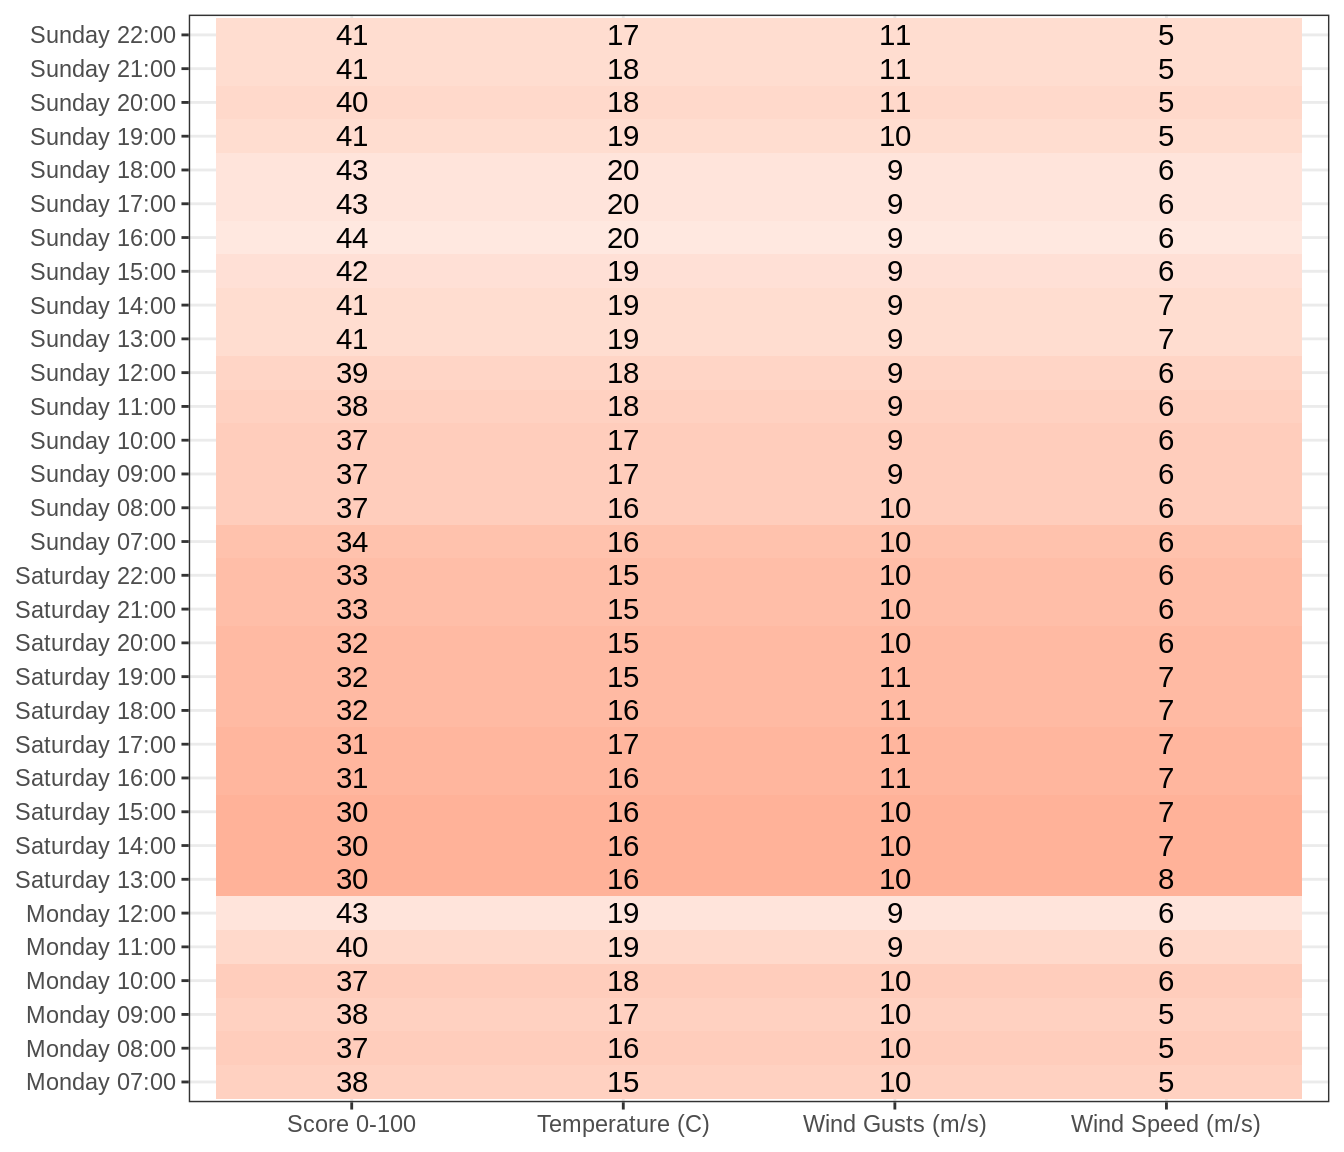 Sunday 22:00 41 17 11 5
Sunday 21:00 41 18 11 5
Sunday 20:00 40 18 11 5
Sunday 19:00 41 19 10 5
Sunday 18:00 43 20 9 6
Sunday 17:00 43 20 9 6
Sunday 16:00 44 20 9 6
Sunday 15:00 42 19 9 6
Sunday 14:00 41 19 9 7
Sunday 13:00 41 19 9 7
Sunday 12:00 39 18 9 6
Sunday 11:00 38 18 9 6
Sunday 10:00 37 17 9 6
Sunday 09:00 37 17 9 6
Sunday 08:00 37 16 10 6
Sunday 07:00 34 16 10 6
Saturday 22:00 33 15 10 6
Saturday 21:00 33 15 10 6
Saturday 20:00 32 15 10 6
Saturday 19:00 32 15 11 7
Saturday 18:00 32 16 11 7
Saturday 17:00 31 17 11 7
Saturday 16:00 31 16 11 7
Saturday 15:00 30 16 10 7
Saturday 14:00 30 16 10 7
Saturday 13:00 30 16 10 8
Monday 12:00 43 19 9 6
Monday 11:00 40 19 9 6
Monday 10:00 37 18 10 6
Monday 09:00 38 17 10 5
Monday 08:00 37 16 10 5
Monday 07:00 38 15 10 5
Score 0-100 Temperature (C) Wind Gusts (m/s) Wind Speed (m/s)